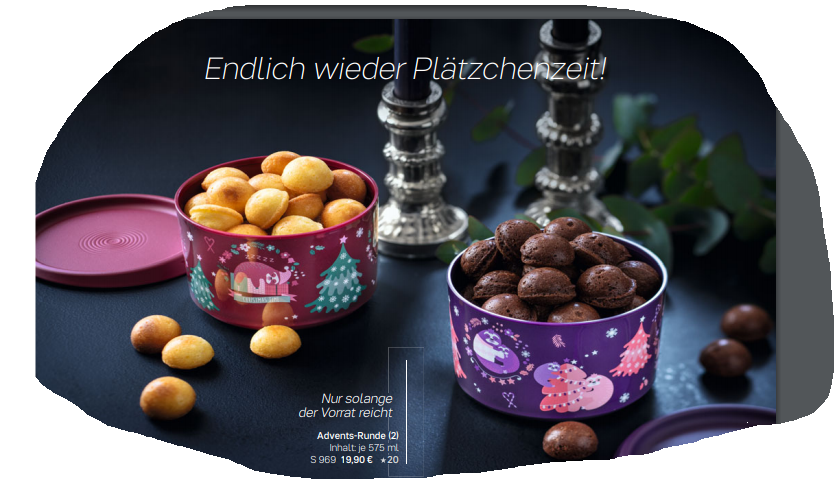 Endlich wieder Plätzchenzeit!
Nur solange
der Vorrat reicht
Advents-Runde (2)
Inhalt: je 575 ml
S 969 19,90 € ★20